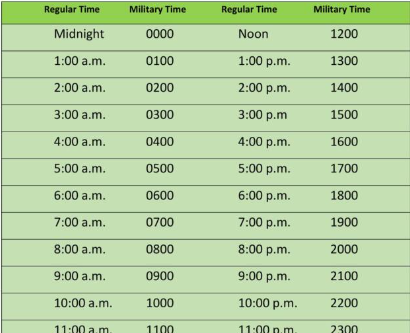 Regular Time Military Time Regular Time Military Time
Midnight 0000 Noon 1200
1:00 a.m. 0100 1:00 p.m. 1300
2:00 a.m. 0200 2:00 p.m. 1400
3:00 a.m. 0300 3:00 p.m 1500
4:00 a.m. 0400 4:00 p.m. 1600
5:00 a.m. 0500 5:00 p.m. 1700
6:00 a.m. 0600 6:00 p.m. 1800
7:00 a.m. 0700 7:00 p.m. 1900
8:00 a.m. 0800 8:00 p.m. 2000
9:00 a.m. 0900 9:00 p.m. 2100
10:00 a.m. 1000 10:00 p.m. 2200
11:00 a.m. 1100 11:00 p.m. 2300